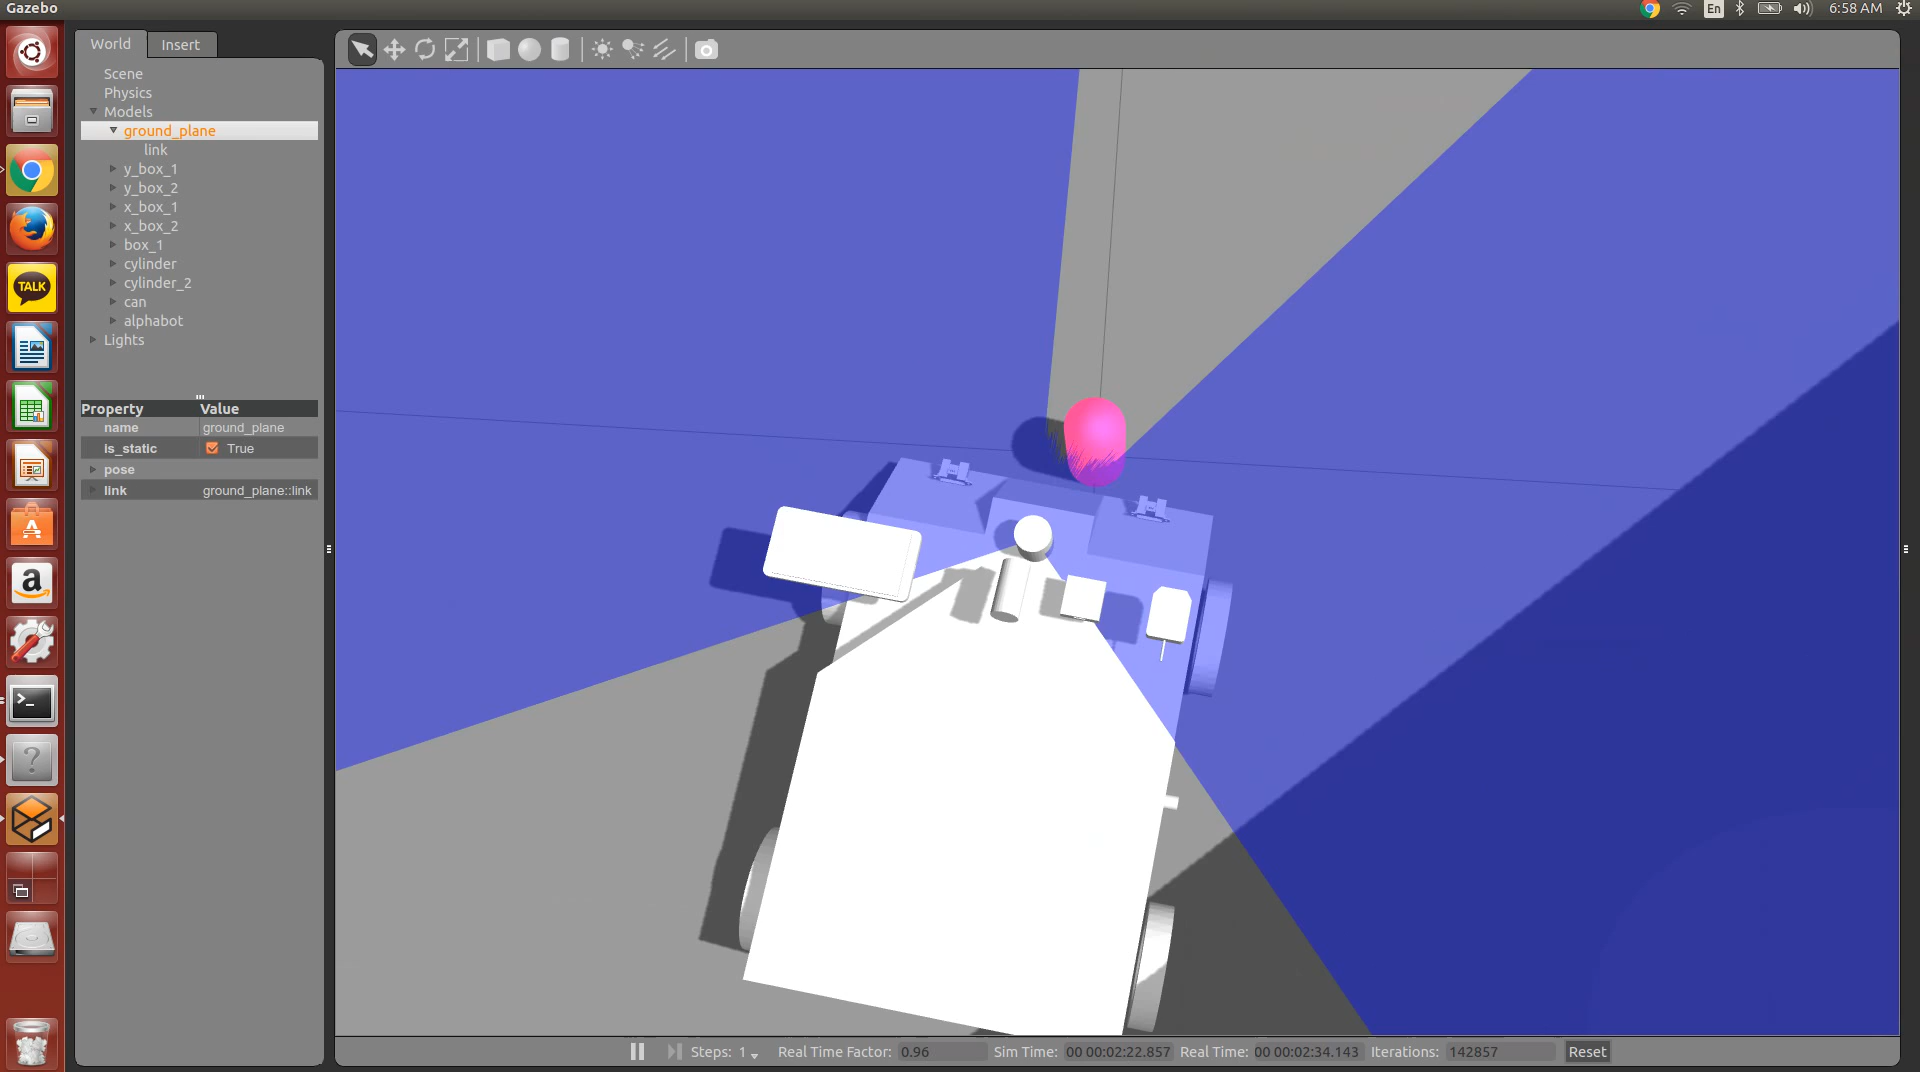 Gazebo
En
6:58 AM
World
Insert
Scene
Physics
Models
ground_plane
link
y_box_1
y_box_2
x_box_1
x_box_2
box_1
cylinder
cylinder_2
can
alphabot
Lights
TALK
a
?
>_
Property Value
name ground_plane
is_static True
pose
link ground_plane::link
Steps: 1 Real Time Factor: 0.96 Sim Time: 00 00:02:22.857 Real Time: 00 00:02:34.143 Iterations: 142857 Reset